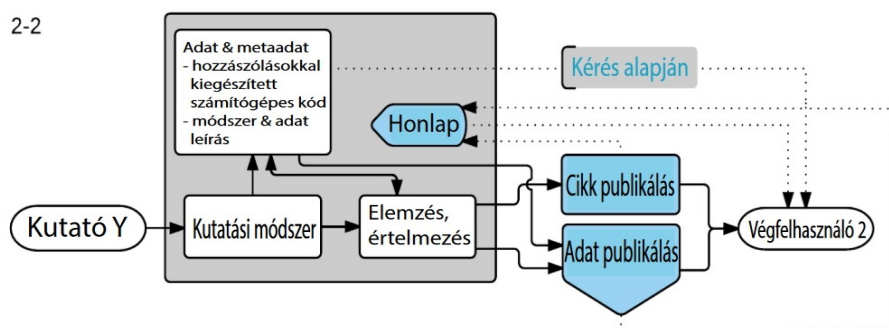 2-2
Adat & metaadat
- hozzászólásokkal
kiegészített
számítógépes kód
- módszer & adat
leírás
Kérés alapján
Honlap
Cikk publikálás
Kutató Y
Kutatási módszer
Elemzés,
értelmezés
Adat publikálás
Végfelhasználó 2